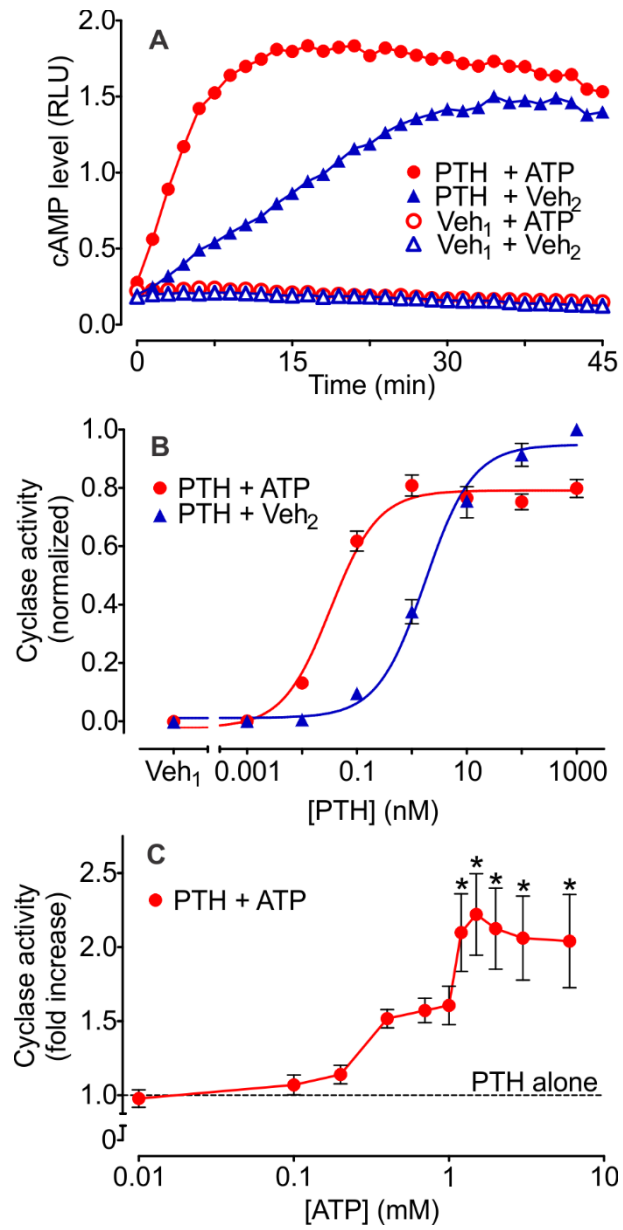 A
2.0
1.5
1.0
0.5
0.0
cAMP level (RLU)
PTH + ATP
PTH + Veh₂
Veh₁ + ATP
Veh₁ + Veh₂
0
15
30
45
Time (min)
B
1.0
0.8
0.6
0.4
0.2
0.0
Cyclase activity
(normalized)
PTH + ATP
PTH + Veh₂
Veh₁
0.001
0.1
10
1000
[PTH] (nM)
C
2.5
2.0
1.5
1.0
0
Cyclase activity
(fold increase)
PTH + ATP
* * * * *
PTH alone
0.01
0.1
1
10
[ATP] (mM)